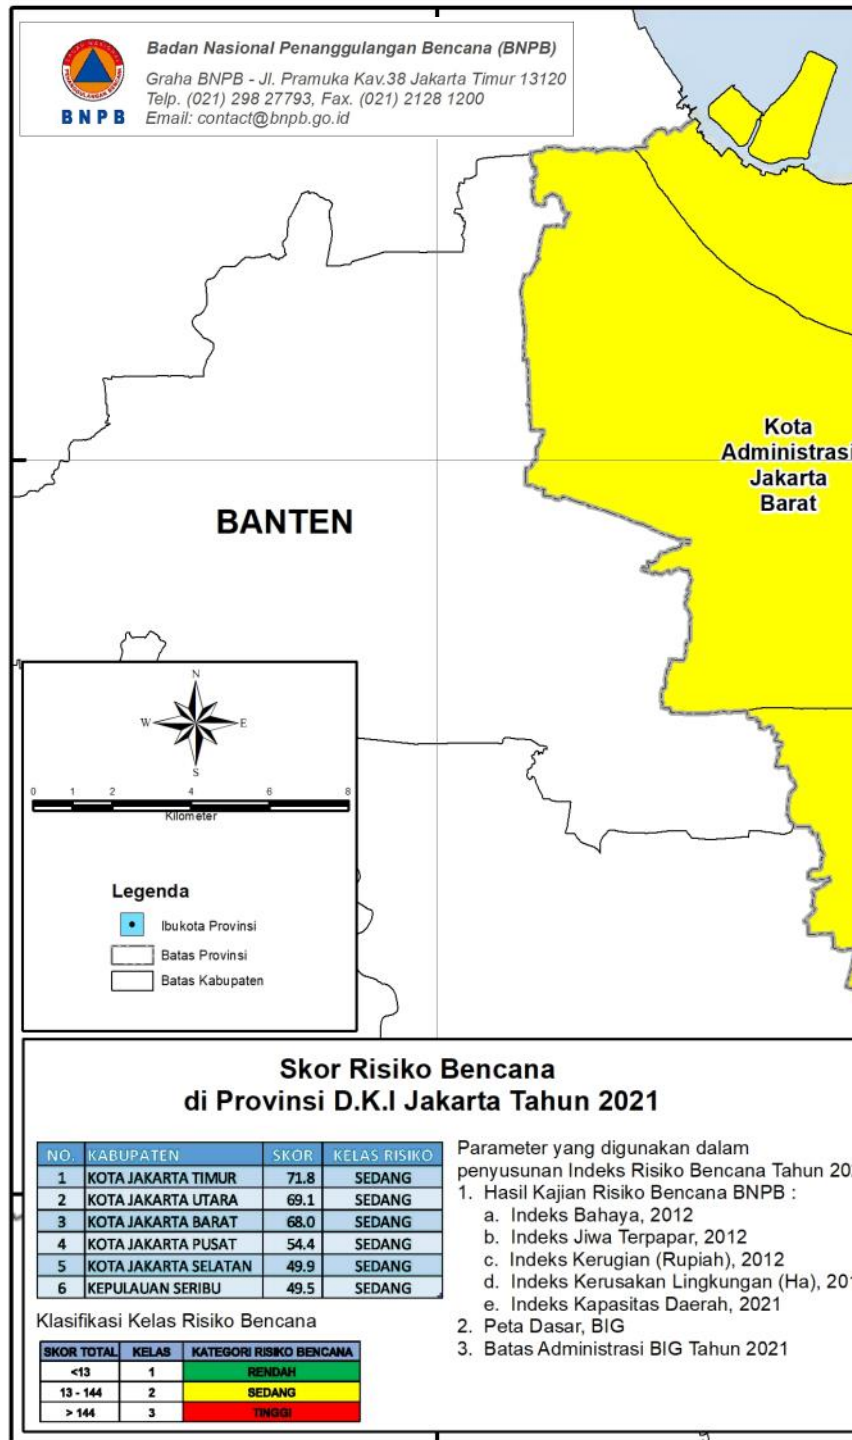 Badan Nasional Penanggulangan Bencana (BNPB)
Graha BNPB - Jl. Pramuka Kav.38 Jakarta Timur 13120
Telp. (021) 298 27793, Fax. (021) 2128 1200
Email: contact@bnpb.go.id
BNPB
Kota
Administrasi
Jakarta
Barat
BANTEN
N
W E
S
0 1 2 4 6 8
Kilometer
Legenda
Ibukota Provinsi
Batas Provinsi
Batas Kabupaten
Skor Risiko Bencana
di Provinsi D.K.I Jakarta Tahun 2021
NO. KABUPATEN SKOR KELAS RISIKO
1 KOTA JAKARTA TIMUR 71.8 SEDANG
2 KOTA JAKARTA UTARA 69.1 SEDANG
3 KOTA JAKARTA BARAT 68.0 SEDANG
4 KOTA JAKARTA PUSAT 54.4 SEDANG
5 KOTA JAKARTA SELATAN 49.9 SEDANG
6 KEPULAUAN SERIBU 49.5 SEDANG
Klasifikasi Kelas Risiko Bencana
SKOR TOTAL KELAS KATEGORI RISIKO BENCANA
<13 1 RENDAH
13 - 144 2 SEDANG
> 144 3 TINGGI
Parameter yang digunakan dalam
penyusunan Indeks Risiko Bencana Tahun 20
1. Hasil Kajian Risiko Bencana BNPB :
a. Indeks Bahaya, 2012
b. Indeks Jiwa Terpapar, 2012
c. Indeks Kerugian (Rupiah), 2012
d. Indeks Kerusakan Lingkungan (Ha), 201
e. Indeks Kapasitas Daerah, 2021
2. Peta Dasar, BIG
3. Batas Administrasi BIG Tahun 2021